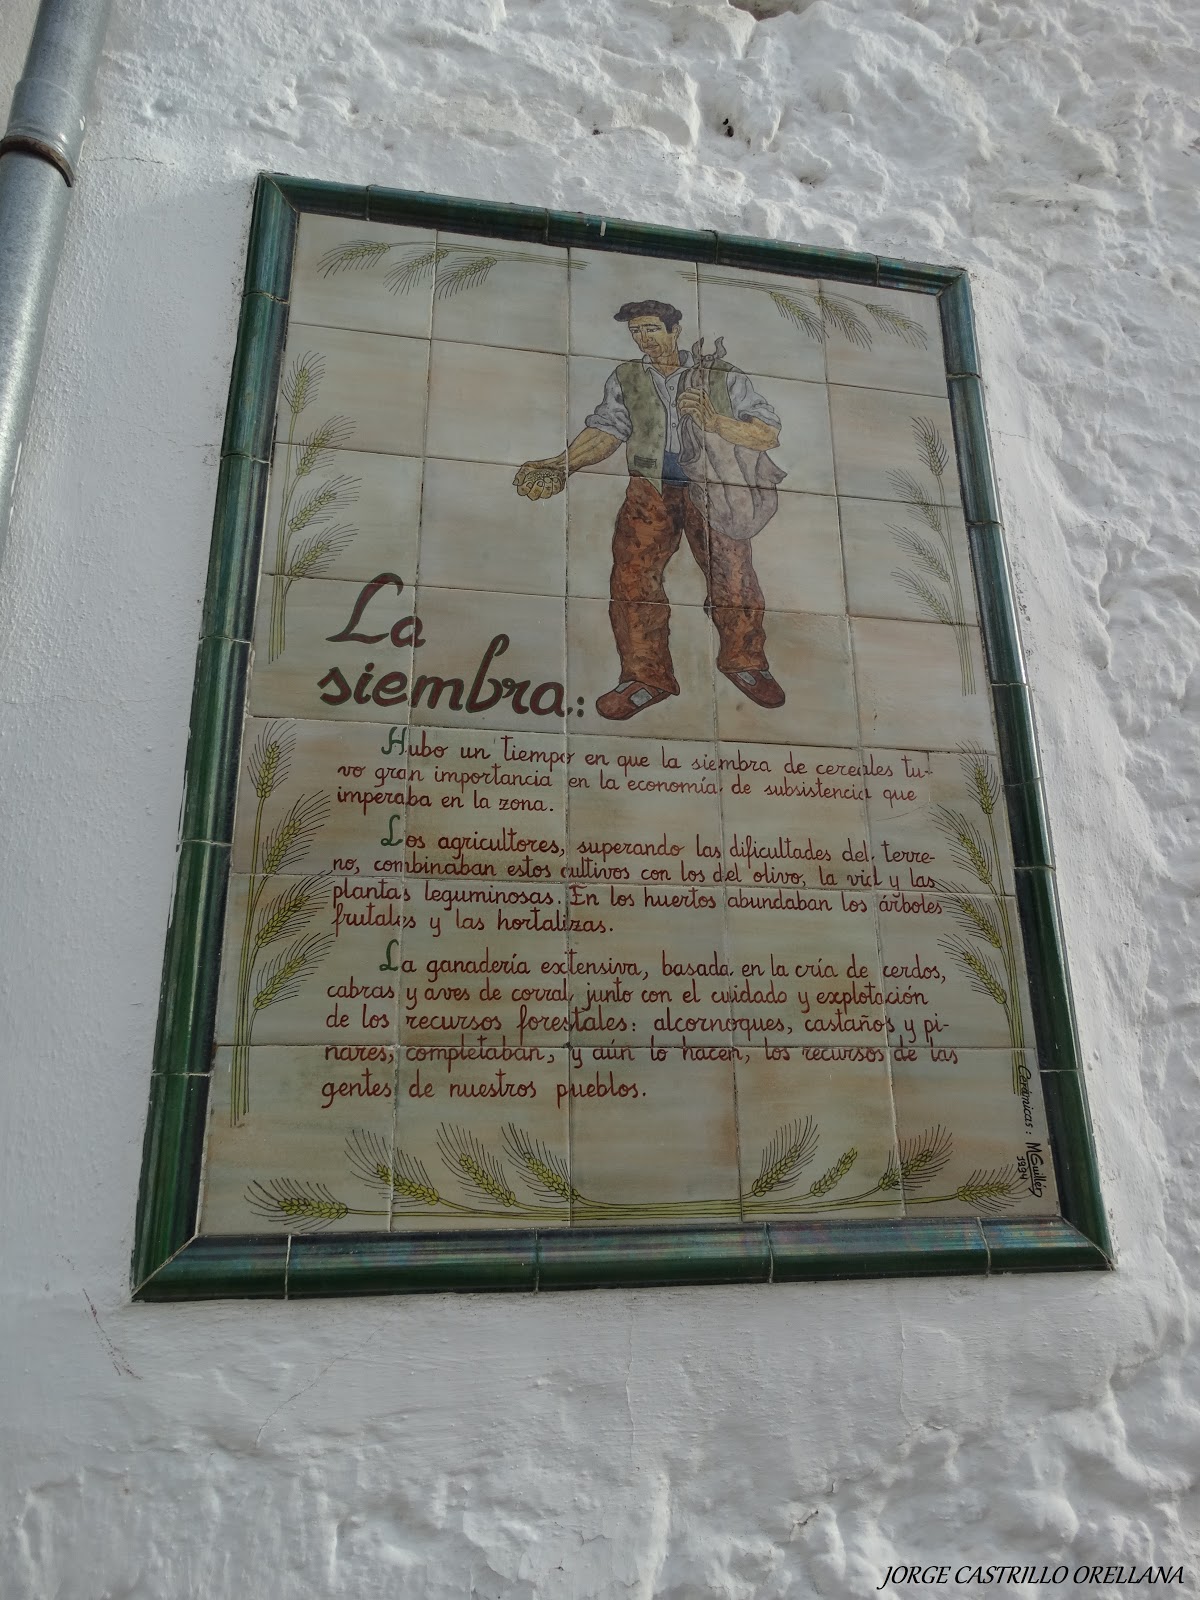 La
siembra:
Hubo un tiempo en que la siembra de cereales tu-
vo gran importancia en la economía de subsistencia que
imperaba en la zona.
Los agricultores, superando las dificultades del terre-
no, combinaban estos cultivos con los del olivo, la vid y las
plantas leguminosas. En los huertos abundaban los árboles
frutales y las hortalizas.
La ganadería extensiva, basada en la cría de cerdos,
cabras y aves de corral, junto con el cuidado y explotación
de los recursos forestales: alcornoques, castaños y pi-
nares, completaban, y aún lo hacen, los recursos de las
gentes de nuestros pueblos.
Cerámicas: MGuillén
1994
JORGE CASTRILLO ORELLANA